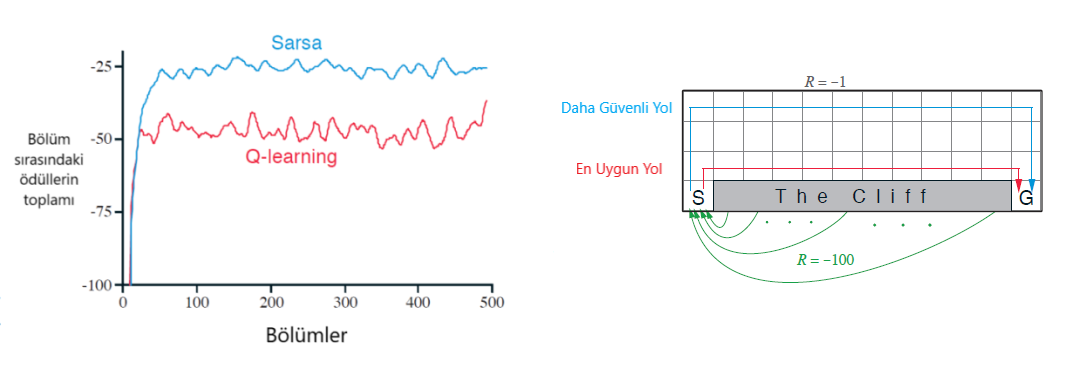 Sarsa
-25
-50
-75
-100
Bölüm
sırasındaki
ödüllerin
toplamı
Q-learning
0
100
200
300
400
500
Bölümler
R = -1
Daha Güvenli Yol
En Uygun Yol
S
The Cliff
G
R = -100